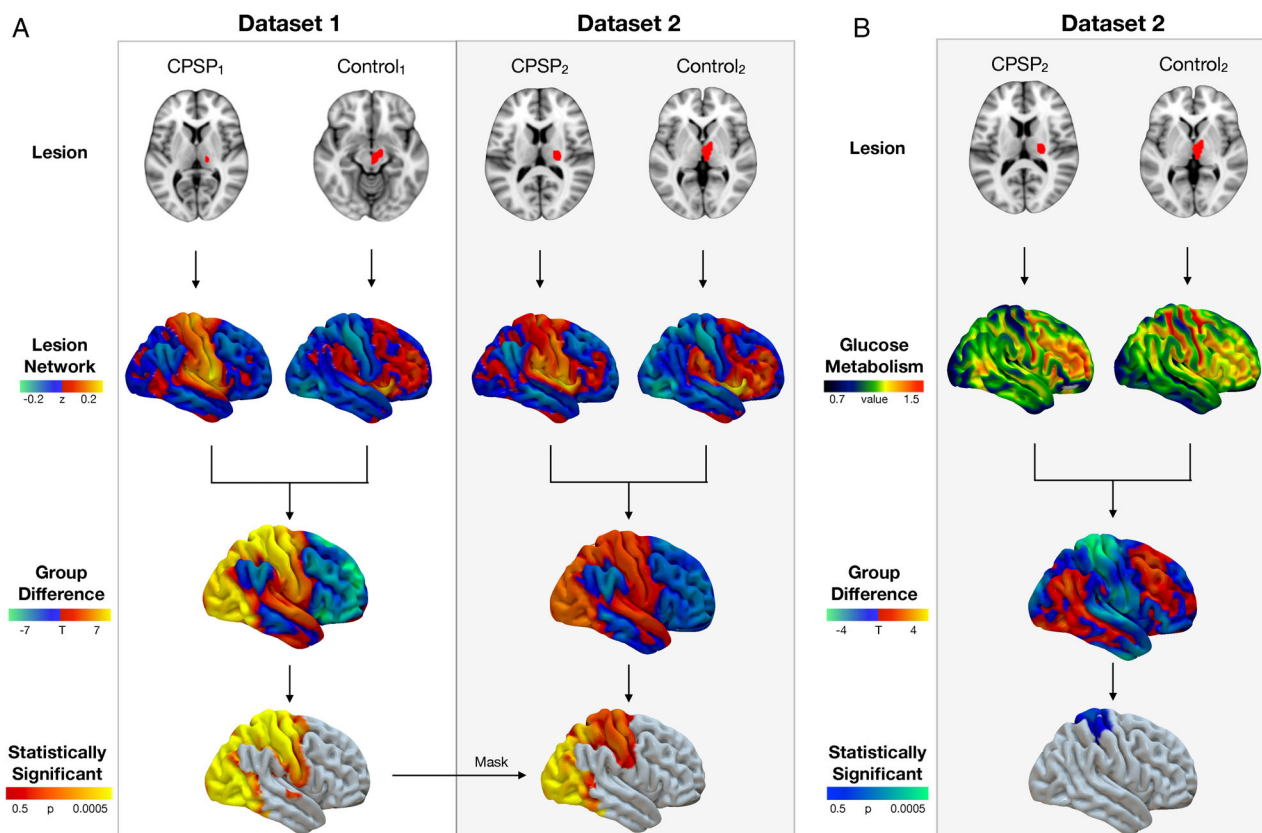 A
Dataset 1
Dataset 2
CPSP₁
Control₁
CPSP₂
Control₂
Lesion
Lesion
Network
-0.2 z 0.2
Group
Difference
-7 T 7
Statistically
Significant
0.5 p 0.0005
Mask
B
Dataset 2
CPSP₂
Control₂
Lesion
Glucose
Metabolism
0.7 value 1.5
Group
Difference
-4 T 4
Statistically
Significant
0.5 p 0.0005